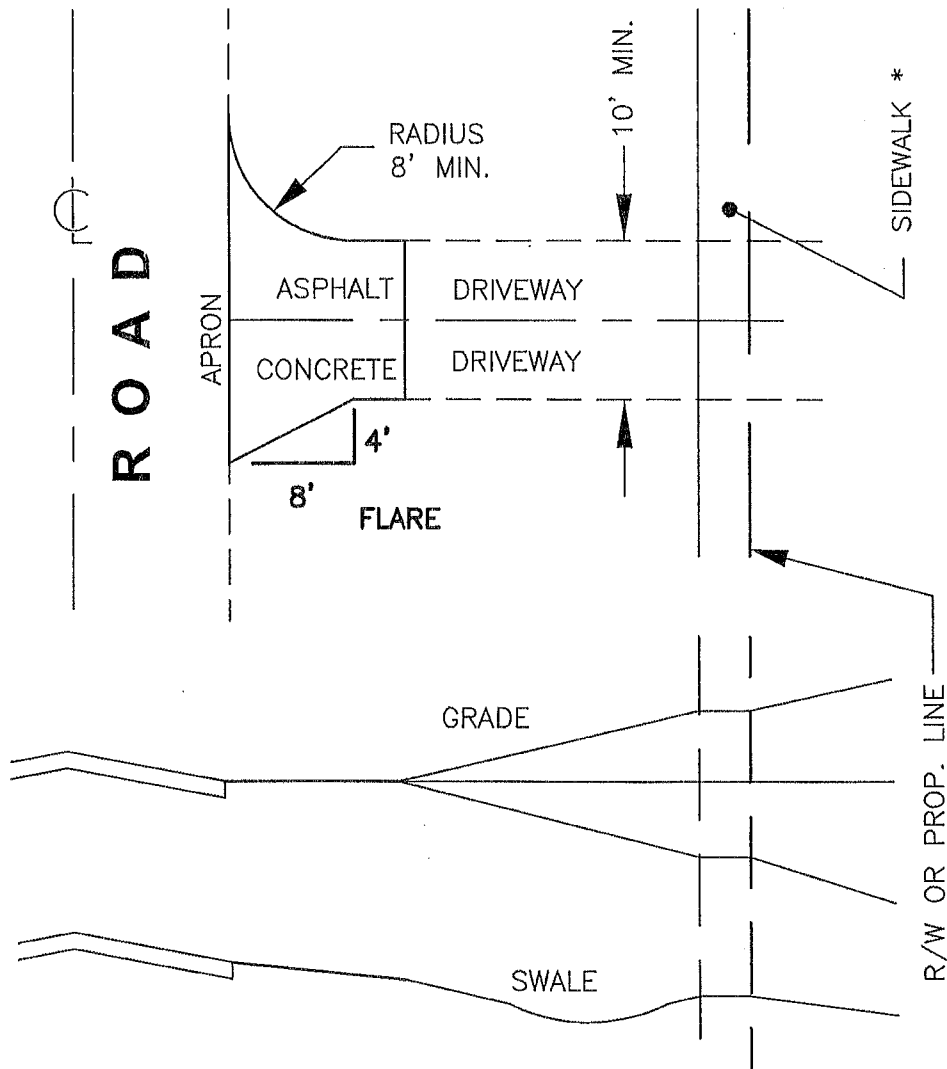 RADIUS
8' MIN.
10' MIN.
SIDEWALK *
℄
ROAD
APRON
ASPHALT
DRIVEWAY
CONCRETE
DRIVEWAY
4'
8'
FLARE
GRADE
R/W OR PROP. LINE
SWALE